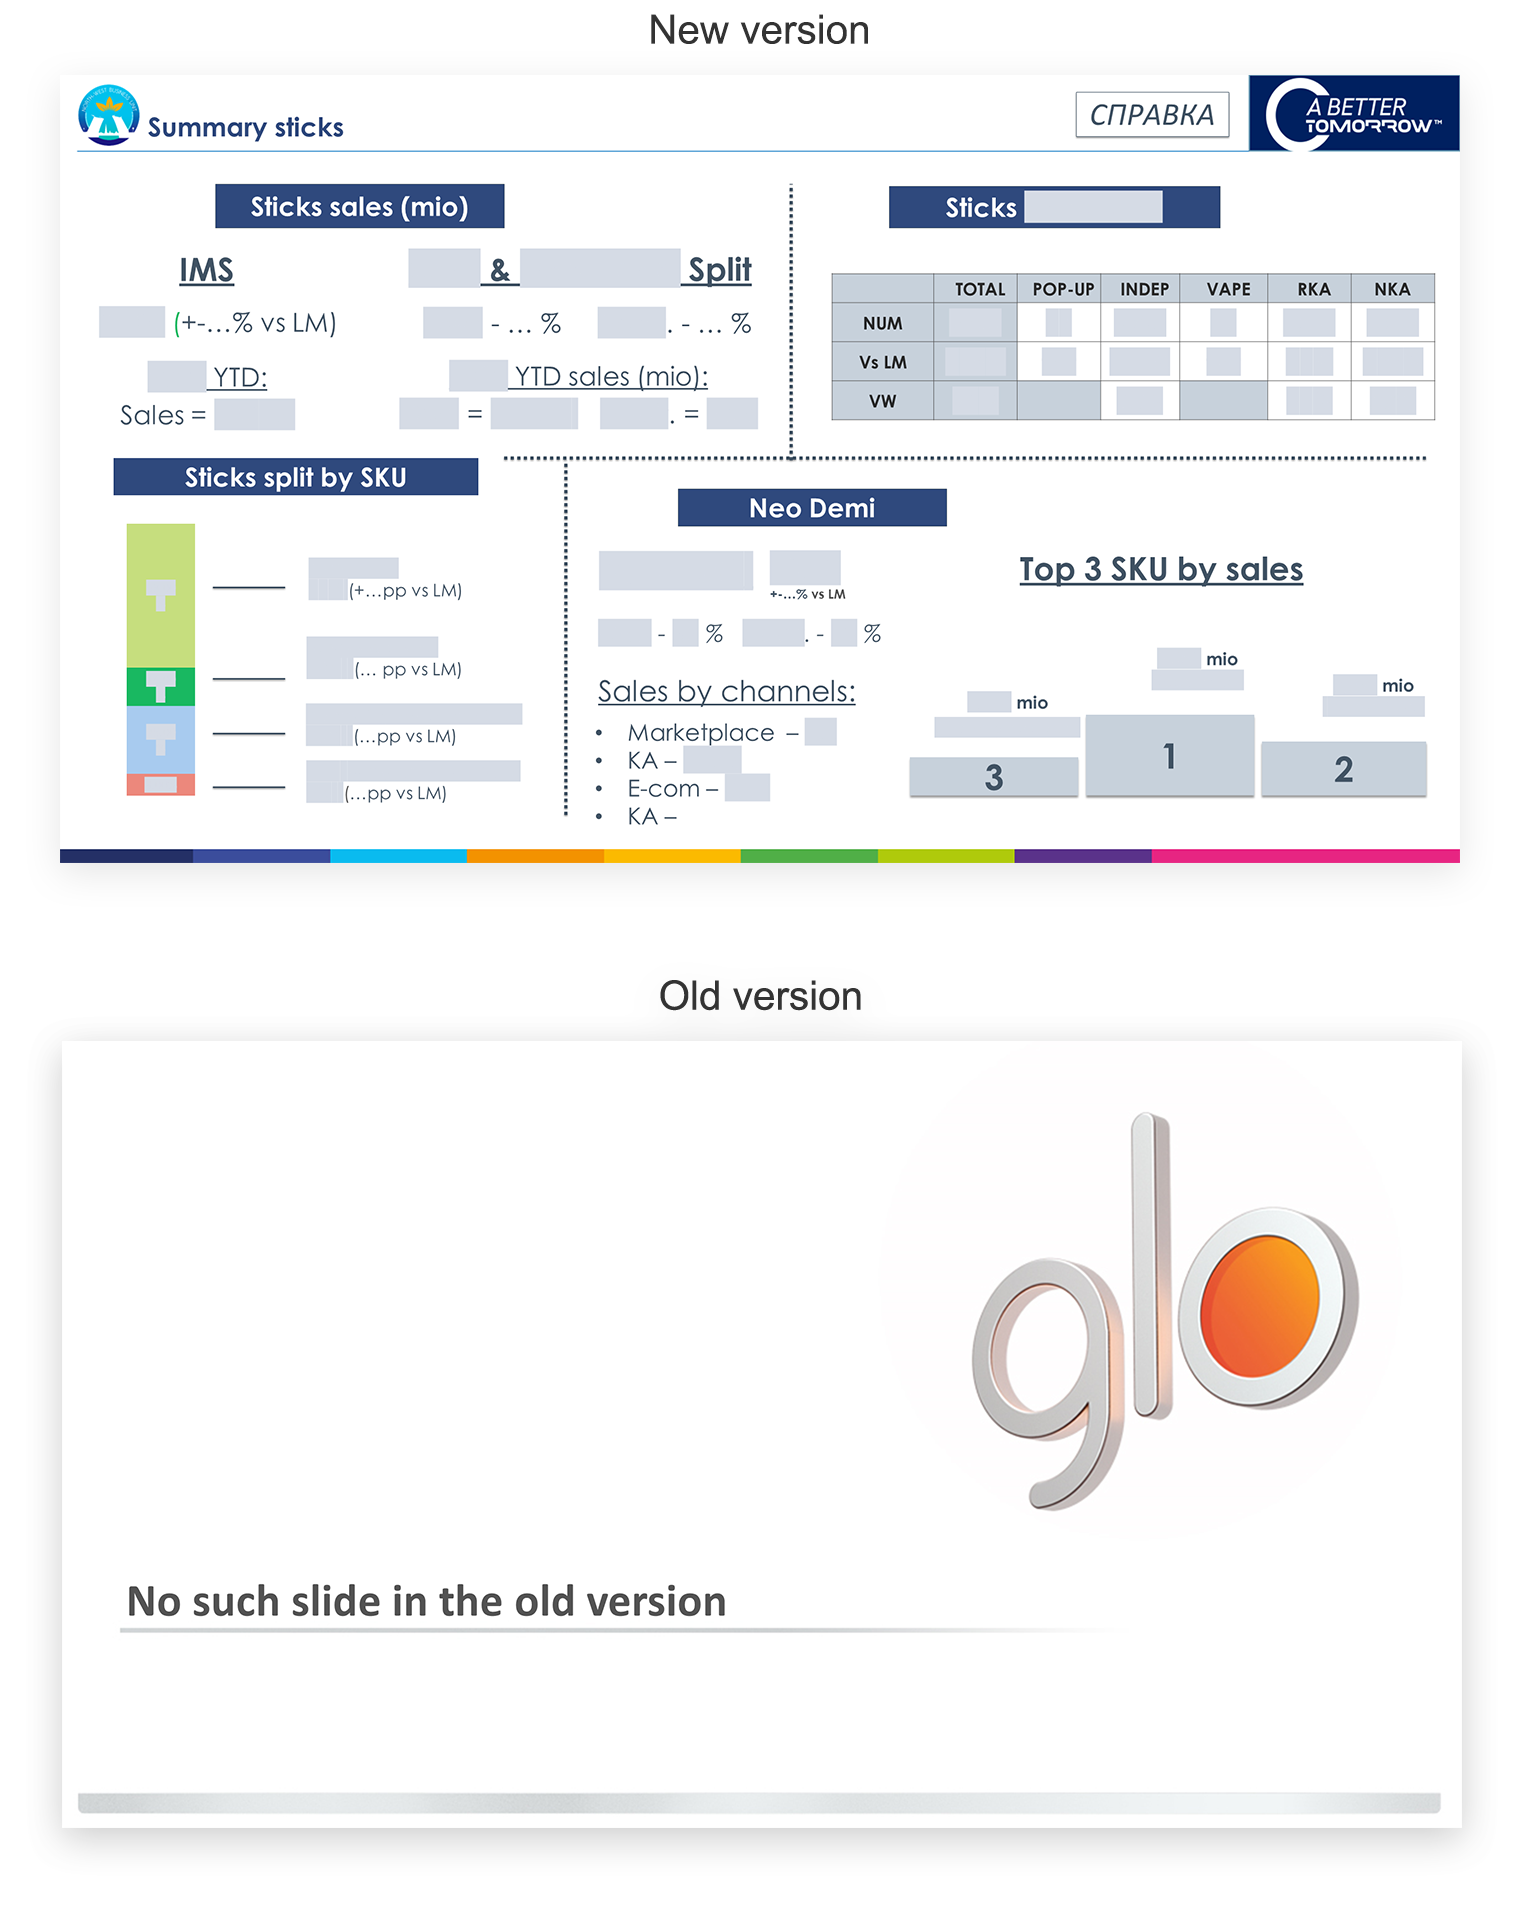 New version
NORTH WEST BUSINESS UNIT
Summary sticks
СПРАВКА
A BETTER
TOMORROW™
Sticks sales (mio)
IMS
& Split
(+-...% vs LM)
- ... %
. - ... %
YTD:
YTD sales (mio):
Sales =
=
. =
Sticks
TOTAL POP-UP INDEP VAPE RKA NKA
NUM
Vs LM
VW
Sticks split by SKU
(+...pp vs LM)
(... pp vs LM)
(...pp vs LM)
(...pp vs LM)
Neo Demi
+-...% vs LM
- %
. - %
Sales by channels:
• Marketplace –
• KA –
• E-com –
• KA –
Top 3 SKU by sales
mio
mio
mio
3
1
2
Old version
glo
No such slide in the old version